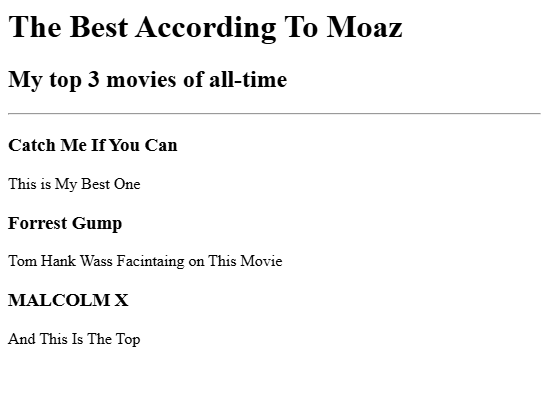 The Best According To Moaz
My top 3 movies of all-time
Catch Me If You Can
This is My Best One
Forrest Gump
Tom Hank Wass Facintaing on This Movie
MALCOLM X
And This Is The Top